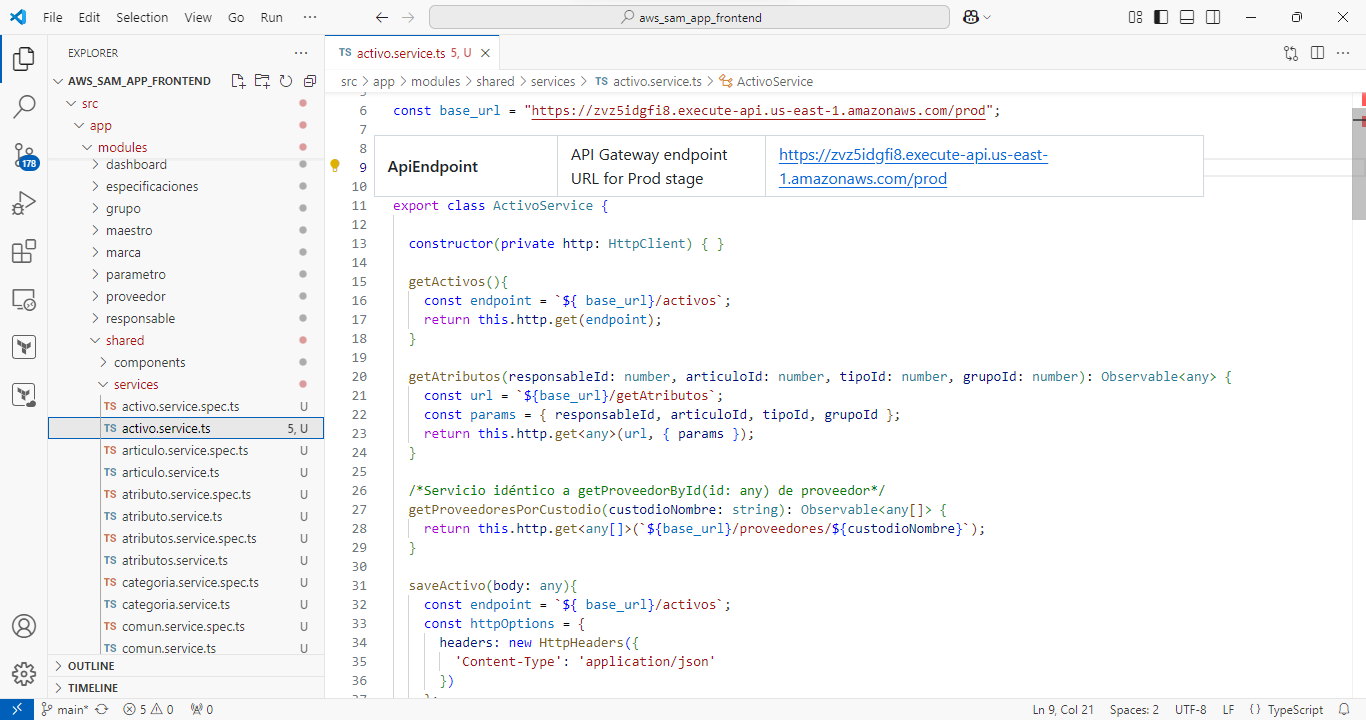 File Edit Selection View Go Run ··· aws_sam_app_frontend
EXPLORER ···
AWS_SAM_APP_FRONTEND
src
app
modules
dashboard
especificaciones
grupo
maestro
marca
parametro
proveedor
responsable
shared
components
services
TS activo.service.spec.ts U
TS activo.service.ts 5, U
TS articulo.service.spec.ts U
TS articulo.service.ts U
TS atributo.service.spec.ts U
TS atributo.service.ts U
TS atributos.service.spec.ts U
TS atributos.service.ts U
TS categoria.service.spec.ts U
TS categoria.service.ts U
TS comun.service.spec.ts U
TS comun.service.ts U
OUTLINE
TIMELINE
178
TS activo.service.ts 5, U
src > app > modules > shared > services > TS activo.service.ts > ActivoService
6 const base_url = "https://zvz5idgfi8.execute-api.us-east-1.amazonaws.com/prod";
7
8
9
10
ApiEndpoint
API Gateway endpoint
URL for Prod stage
https://zvz5idgfi8.execute-api.us-east-
1.amazonaws.com/prod
11 export class ActivoService {
12
13 constructor(private http: HttpClient) { }
14
15 getActivos(){
16 const endpoint = `${ base_url}/activos`;
17 return this.http.get(endpoint);
18 }
19
20 getAtributos(responsableId: number, articuloId: number, tipoId: number, grupoId: number): Observable<any> {
21 const url = `${base_url}/getAtributos`;
22 const params = { responsableId, articuloId, tipoId, grupoId };
23 return this.http.get<any>(url, { params });
24 }
25
26 /*Servicio idéntico a getProveedorById(id: any) de proveedor*/
27 getProveedoresPorCustodio(custodioNombre: string): Observable<any[]> {
28 return this.http.get<any[]>(`${base_url}/proveedores/${custodioNombre}`);
29 }
30
31 saveActivo(body: any){
32 const endpoint = `${ base_url}/activos`;
33 const httpOptions = {
34 headers: new HttpHeaders({
35 'Content-Type': 'application/json'
36 })
main* 5 0 0 Ln 9, Col 21 Spaces: 2 UTF-8 LF {} TypeScript